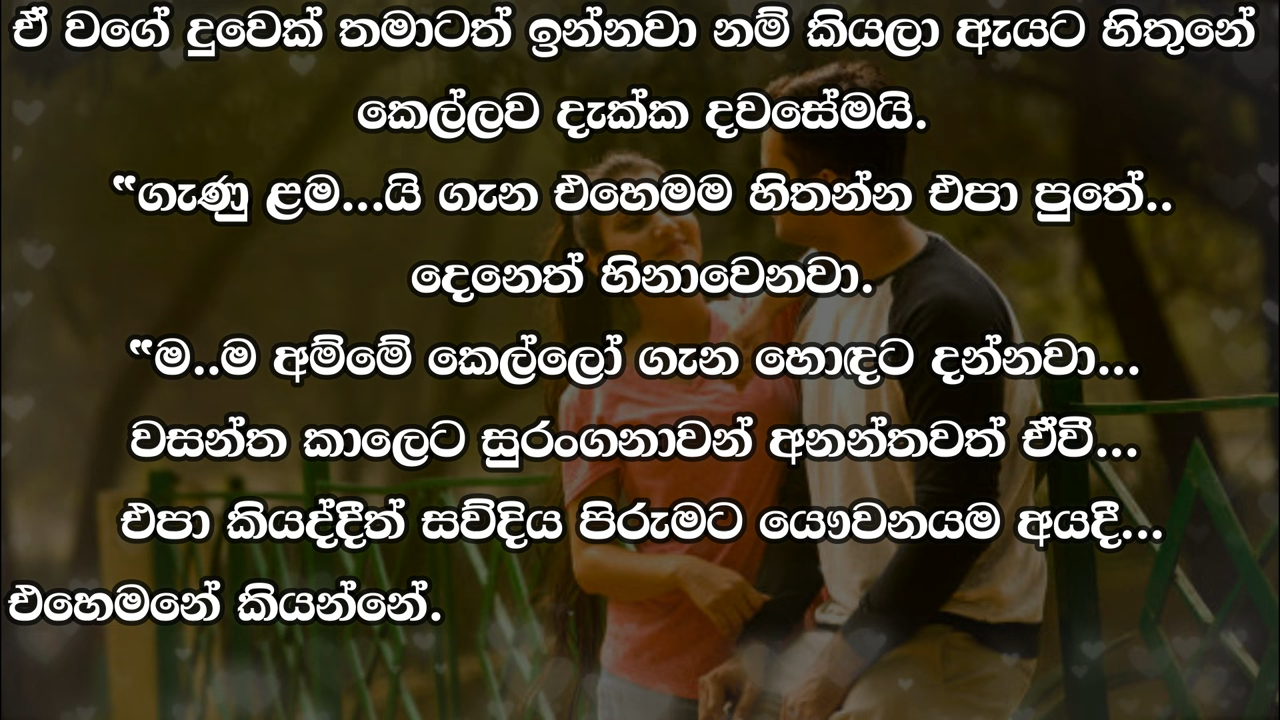 ඒ වගේ දුවෙක් තමාටත් ඉන්නවා නම් කියලා ඇයට හිතුනේ
කෙල්ලව දැක්ක දවසේමයි.
“ගැණු ළම...යි ගැන එහෙමම හිතන්න එපා පුතේ..
දෙනෙත් හිනාවෙනවා.
“ම..ම අම්මේ කෙල්ලෝ ගැන හොඳට දන්නවා...
වසන්ත කාලෙට සුරංගනාවන් අනන්තවත් ඒවී...
එපා කියද්දීත් සව්දිය පිරුමට යෞවනයම අයදී...
එහෙමනේ කියන්නේ.